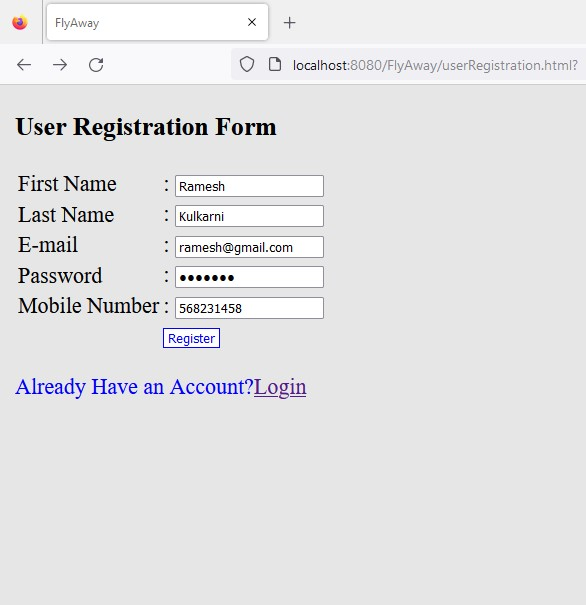 FlyAway
localhost:8080/FlyAway/userRegistration.html?
User Registration Form
First Name : Ramesh
Last Name : Kulkarni
E-mail : ramesh@gmail.com
Password : ●●●●●●●
Mobile Number : 568231458
Register
Already Have an Account?Login